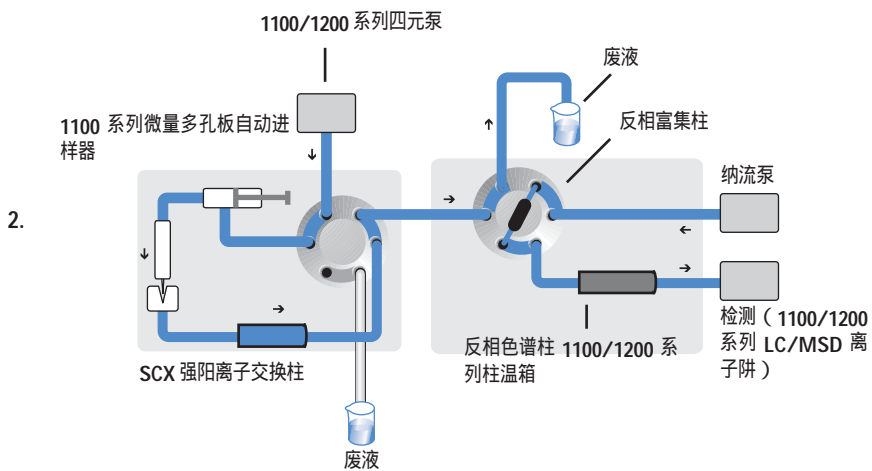 1100/1200 系列四元泵
废液
1100 系列微量多孔板自动进
样器
反相富集柱
纳流泵
2.
检测（1100/1200
系列 LC/MSD 离
子阱）
反相色谱柱 1100/1200 系
列柱温箱
SCX 强阳离子交换柱
废液